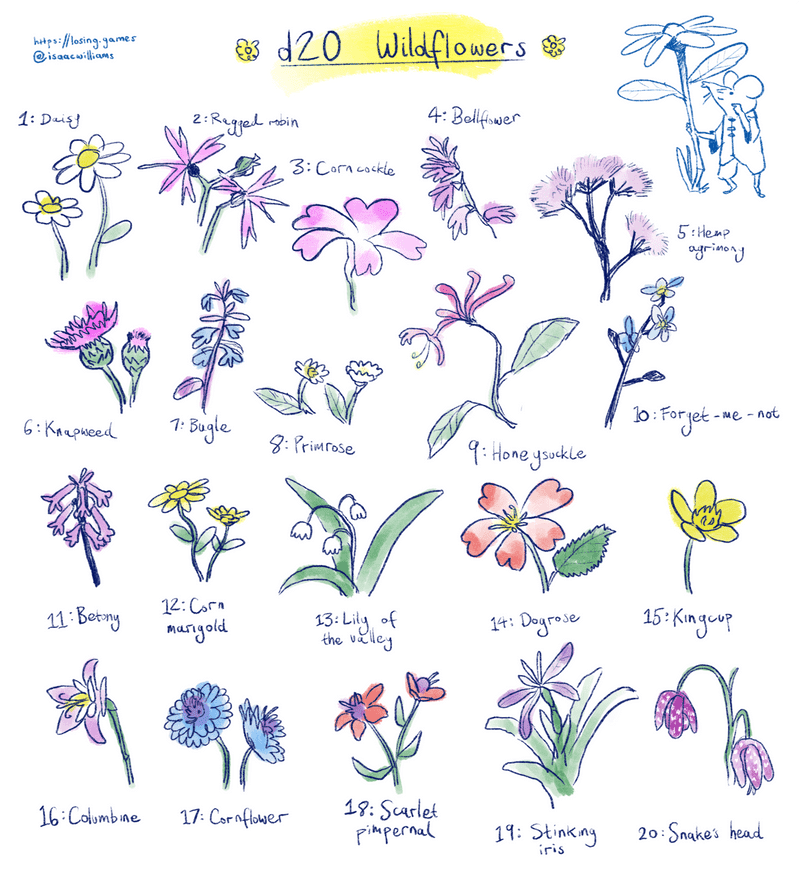 https://losing.games
@isaacwilliams
d20 Wildflowers
1: Daisy
2: Ragged robin
3: Corn cockle
4: Bellflower
5: Hemp
agrimony
6: Knapweed
7: Bugle
8: Primrose
9: Honeysuckle
10: Forget-me-not
11: Betony
12: Corn
marigold
13: Lily of
the valley
14: Dogrose
15: Kingcup
16: Columbine
17: Cornflower
18: Scarlet
pimpernal
19: Stinking
iris
20: Snake's head